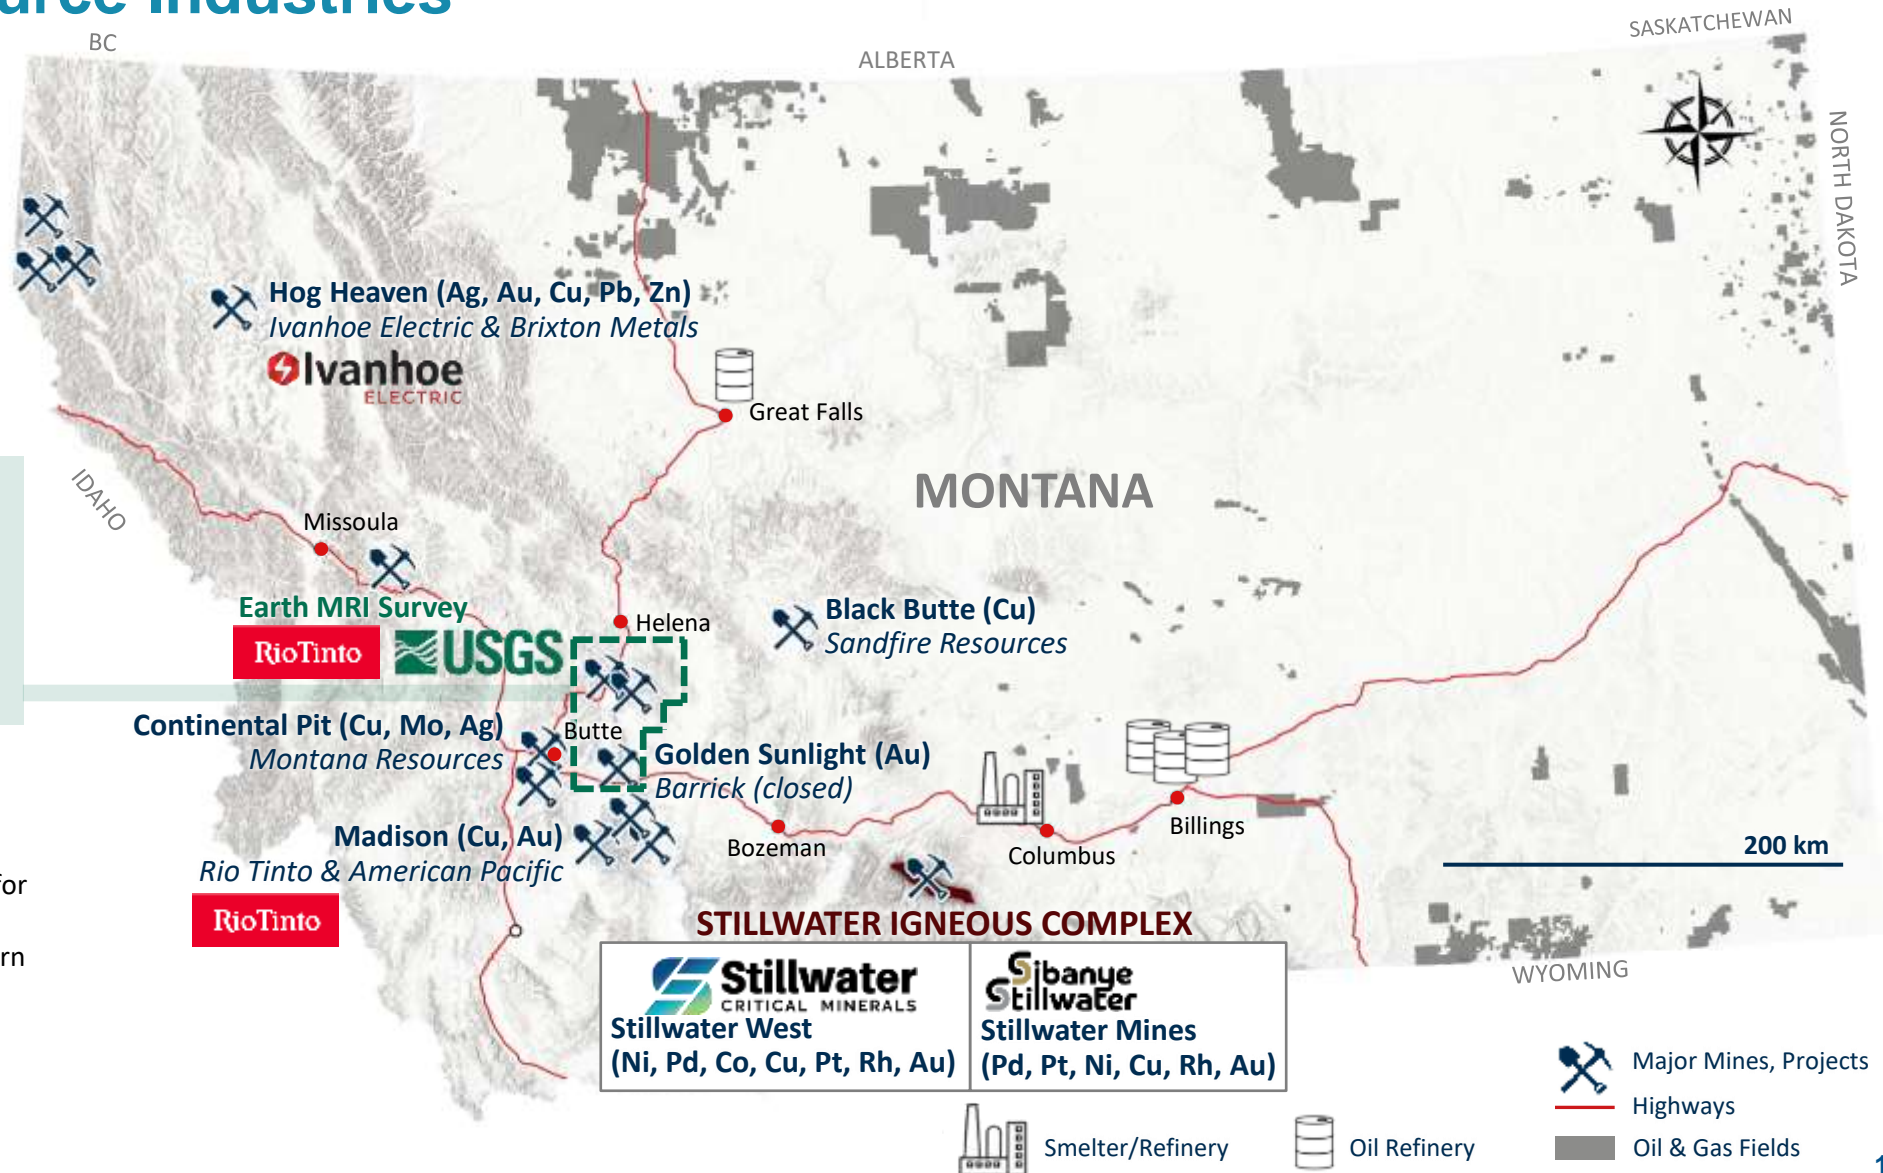 urce Industries
BC
ALBERTA
SASKATCHEWAN
NORTH DAKOTA
Hog Heaven (Ag, Au, Cu, Pb, Zn)
Ivanhoe Electric & Brixton Metals
Ivanhoe
ELECTRIC
Great Falls
MONTANA
IDAHO
Missoula
Earth MRI Survey
RioTinto
USGS
Helena
Black Butte (Cu)
Sandfire Resources
Continental Pit (Cu, Mo, Ag)
Montana Resources
Butte
Golden Sunlight (Au)
Barrick (closed)
Madison (Cu, Au)
Rio Tinto & American Pacific
RioTinto
Bozeman
Columbus
Billings
200 km
for
rn
STILLWATER IGNEOUS COMPLEX
Stillwater
CRITICAL MINERALS
Stillwater West
(Ni, Pd, Co, Cu, Pt, Rh, Au)
Sibanye
Stillwater
Stillwater Mines
(Pd, Pt, Ni, Cu, Rh, Au)
WYOMING
Major Mines, Projects
Highways
Smelter/Refinery
Oil Refinery
Oil & Gas Fields
1